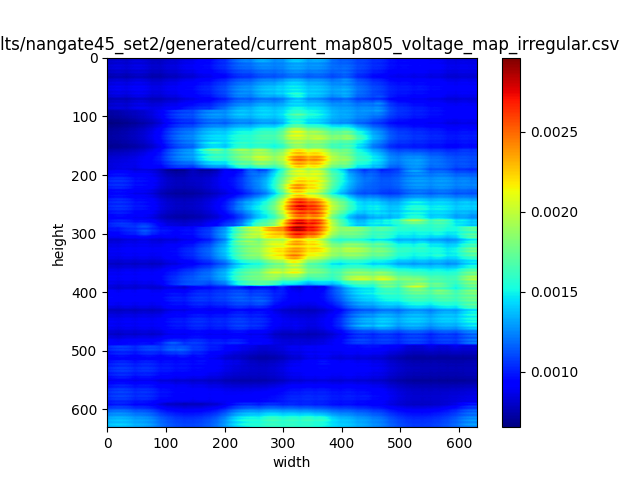 lts/nangate45_set2/generated/current_map805_voltage_map_irregular.csv
0
100
200
300
400
500
600
height
0 100 200 300 400 500 600
width
0.0025
0.0020
0.0015
0.0010